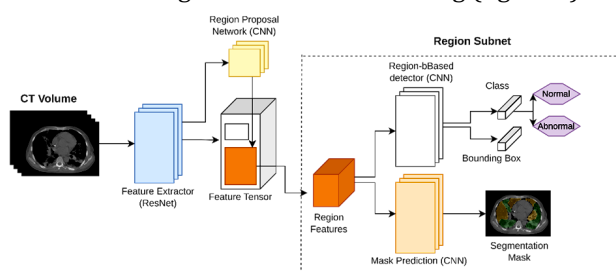 Region Proposal
Network (CNN)
Region Subnet
Region-bBased
detector (CNN)
Class
Normal
CT Volume
Abnormal
Bounding Box
Feature Extractor
(ResNet)
Feature Tensor
Region
Features
Mask Prediction (CNN)
Segmentation
Mask